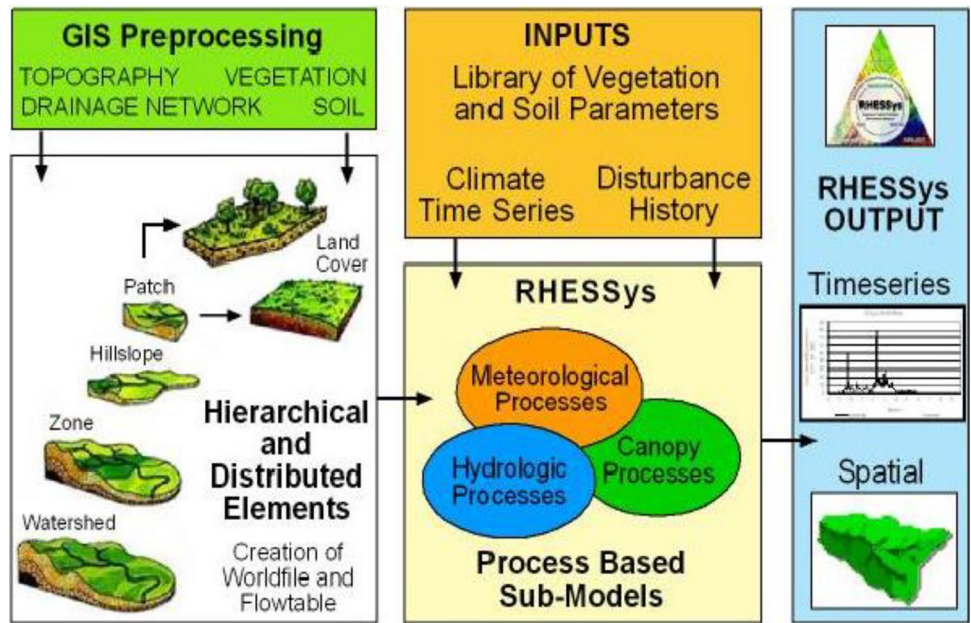 GIS Preprocessing
TOPOGRAPHY VEGETATION
DRAINAGE NETWORK SOIL
Land
Cover
Patch
Hillslope
Zone
Watershed
Hierarchical
and
Distributed
Elements
Creation of
Worldfile and
Flowtable
INPUTS
Library of Vegetation
and Soil Parameters
Climate
Time Series
Disturbance
History
RHESSys
Meteorological
Processes
Hydrologic
Processes
Canopy
Processes
Process Based
Sub-Models
RHESSys
RHESSys
OUTPUT
Timeseries
Spatial